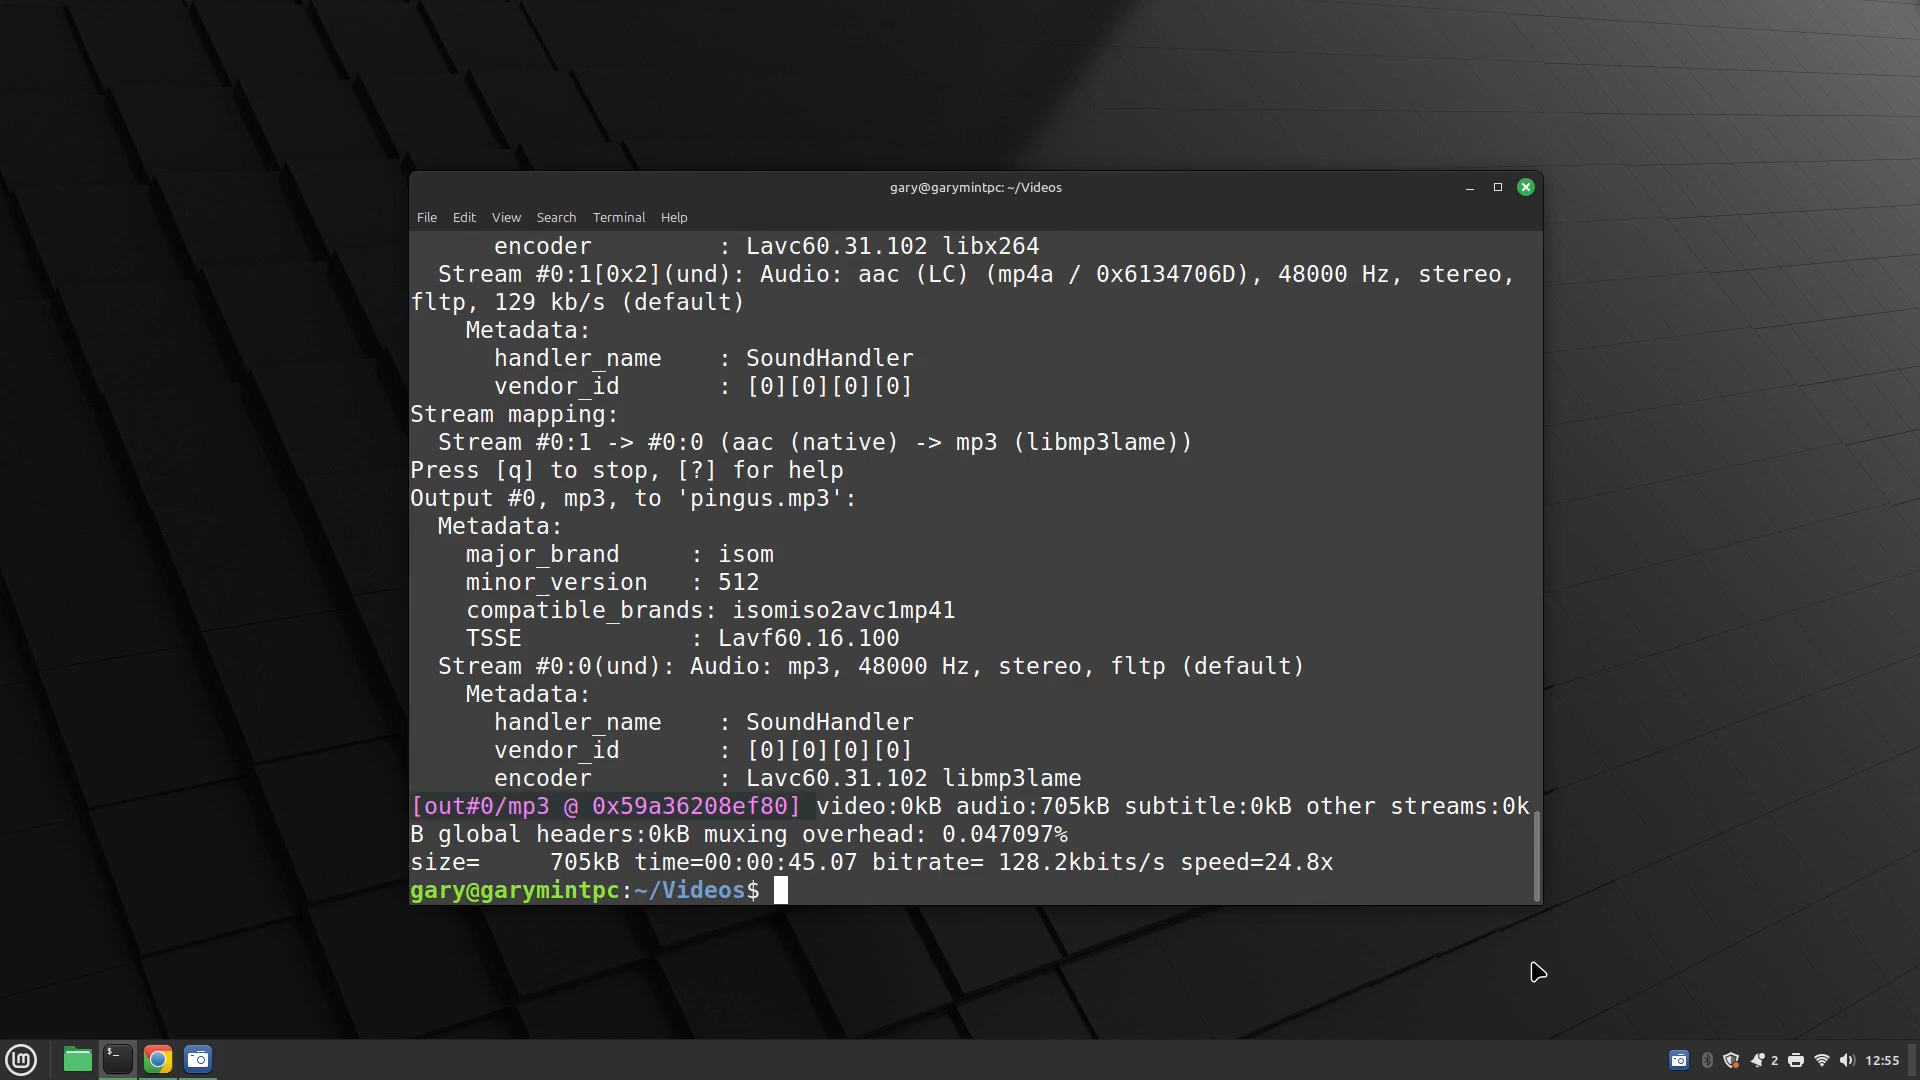 gary@garymintpc: ~/Videos
File Edit View Search Terminal Help
encoder : Lavc60.31.102 libx264
Stream #0:1[0x2](und): Audio: aac (LC) (mp4a / 0x6134706D), 48000 Hz, stereo,
fltp, 129 kb/s (default)
Metadata:
handler_name : SoundHandler
vendor_id : [0][0][0][0]
Stream mapping:
Stream #0:1 -> #0:0 (aac (native) -> mp3 (libmp3lame))
Press [q] to stop, [?] for help
Output #0, mp3, to 'pingus.mp3':
Metadata:
major_brand : isom
minor_version : 512
compatible_brands: isomiso2avc1mp41
TSSE : Lavf60.16.100
Stream #0:0(und): Audio: mp3, 48000 Hz, stereo, fltp (default)
Metadata:
handler_name : SoundHandler
vendor_id : [0][0][0][0]
encoder : Lavc60.31.102 libmp3lame
[out#0/mp3 @ 0x59a36208ef80] video:0kB audio:705kB subtitle:0kB other streams:0k
B global headers:0kB muxing overhead: 0.047097%
size= 705kB time=00:00:45.07 bitrate= 128.2kbits/s speed=24.8x
gary@garymintpc:~/Videos$
2 12:55